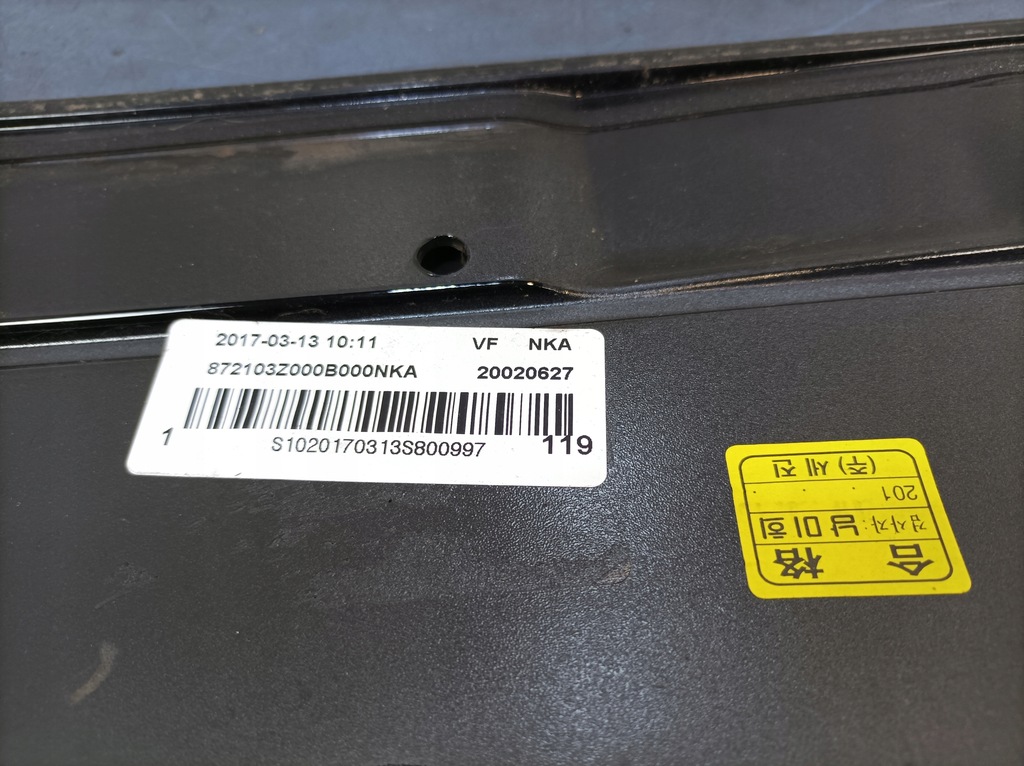 2017-03-13 10:11 VF NKA
872103Z000B000NKA 20020627
1 S1020170313S800997 119
合 格
검사자: 남미희
201 . . .
(주) 세진